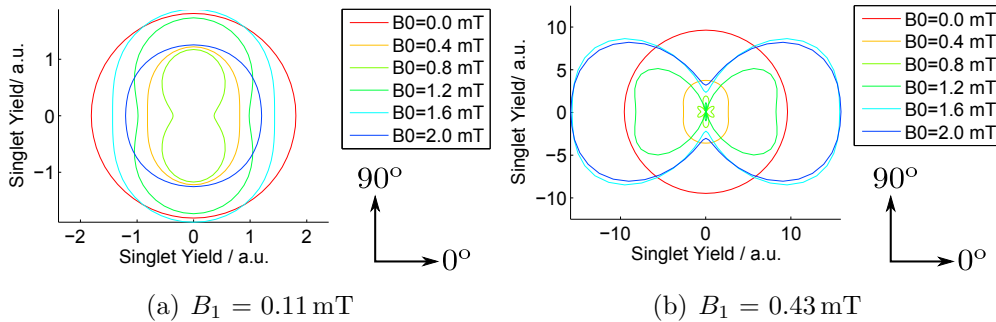 Singlet Yield/ a.u.
1
0
−1
−2
−1
0
1
2
Singlet Yield / a.u.
B0=0.0 mT
B0=0.4 mT
B0=0.8 mT
B0=1.2 mT
B0=1.6 mT
B0=2.0 mT
90º
0º
(a) B₁ = 0.11 mT
Singlet Yield/ a.u.
10
5
0
−5
−10
−10
0
10
Singlet Yield / a.u.
B0=0.0 mT
B0=0.4 mT
B0=0.8 mT
B0=1.2 mT
B0=1.6 mT
B0=2.0 mT
90º
0º
(b) B₁ = 0.43 mT